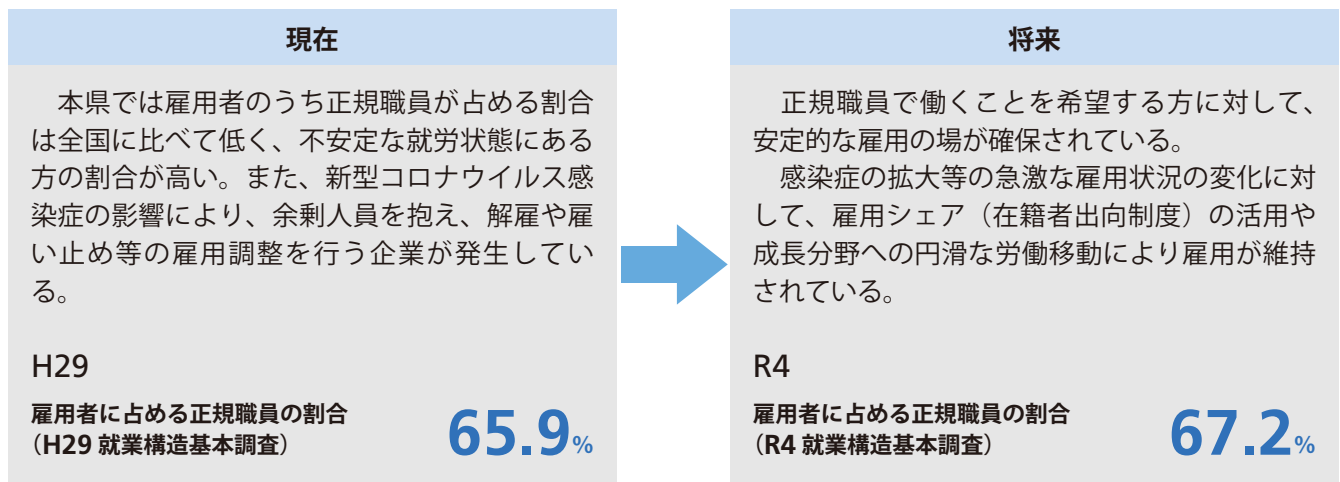 現在
本県では雇用者のうち正規職員が占める割合
は全国に比べて低く、不安定な就労状態にある
方の割合が高い。また、新型コロナウイルス感
染症の影響により、余剰人員を抱え、解雇や雇
い止め等の雇用調整を行う企業が発生してい
る。
H29
雇用者に占める正規職員の割合
（H29 就業構造基本調査）
65.9%
将来
正規職員で働くことを希望する方に対して、
安定的な雇用の場が確保されている。
感染症の拡大等の急激な雇用状況の変化に対
して、雇用シェア（在籍者出向制度）の活用や
成長分野への円滑な労働移動により雇用が維持
されている。
R4
雇用者に占める正規職員の割合
（R4 就業構造基本調査）
67.2%